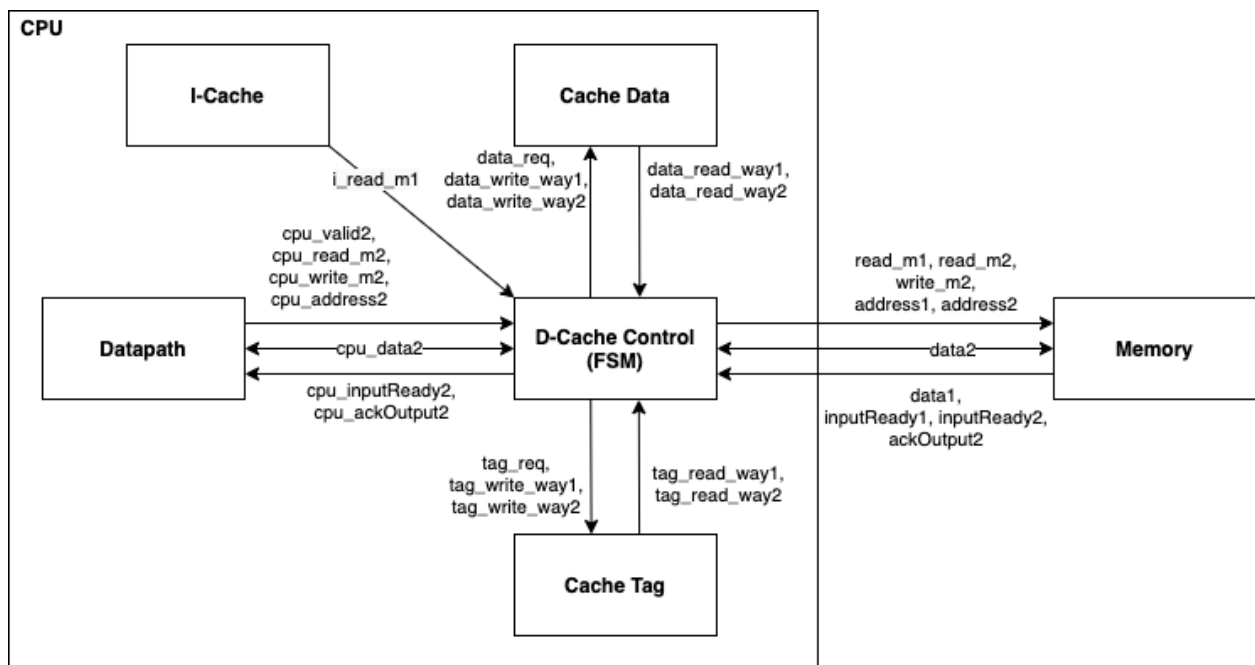 CPU
I-Cache
Cache Data
i_read_m1
data_req,
data_write_way1,
data_write_way2
data_read_way1,
data_read_way2
cpu_valid2,
cpu_read_m2,
cpu_write_m2,
cpu_address2
read_m1, read_m2,
write_m2,
address1, address2
Datapath
cpu_data2
D-Cache Control
(FSM)
data2
Memory
cpu_inputReady2,
cpu_ackOutput2
data1,
inputReady1, inputReady2,
ackOutput2
tag_req,
tag_write_way1,
tag_write_way2
tag_read_way1,
tag_read_way2
Cache Tag